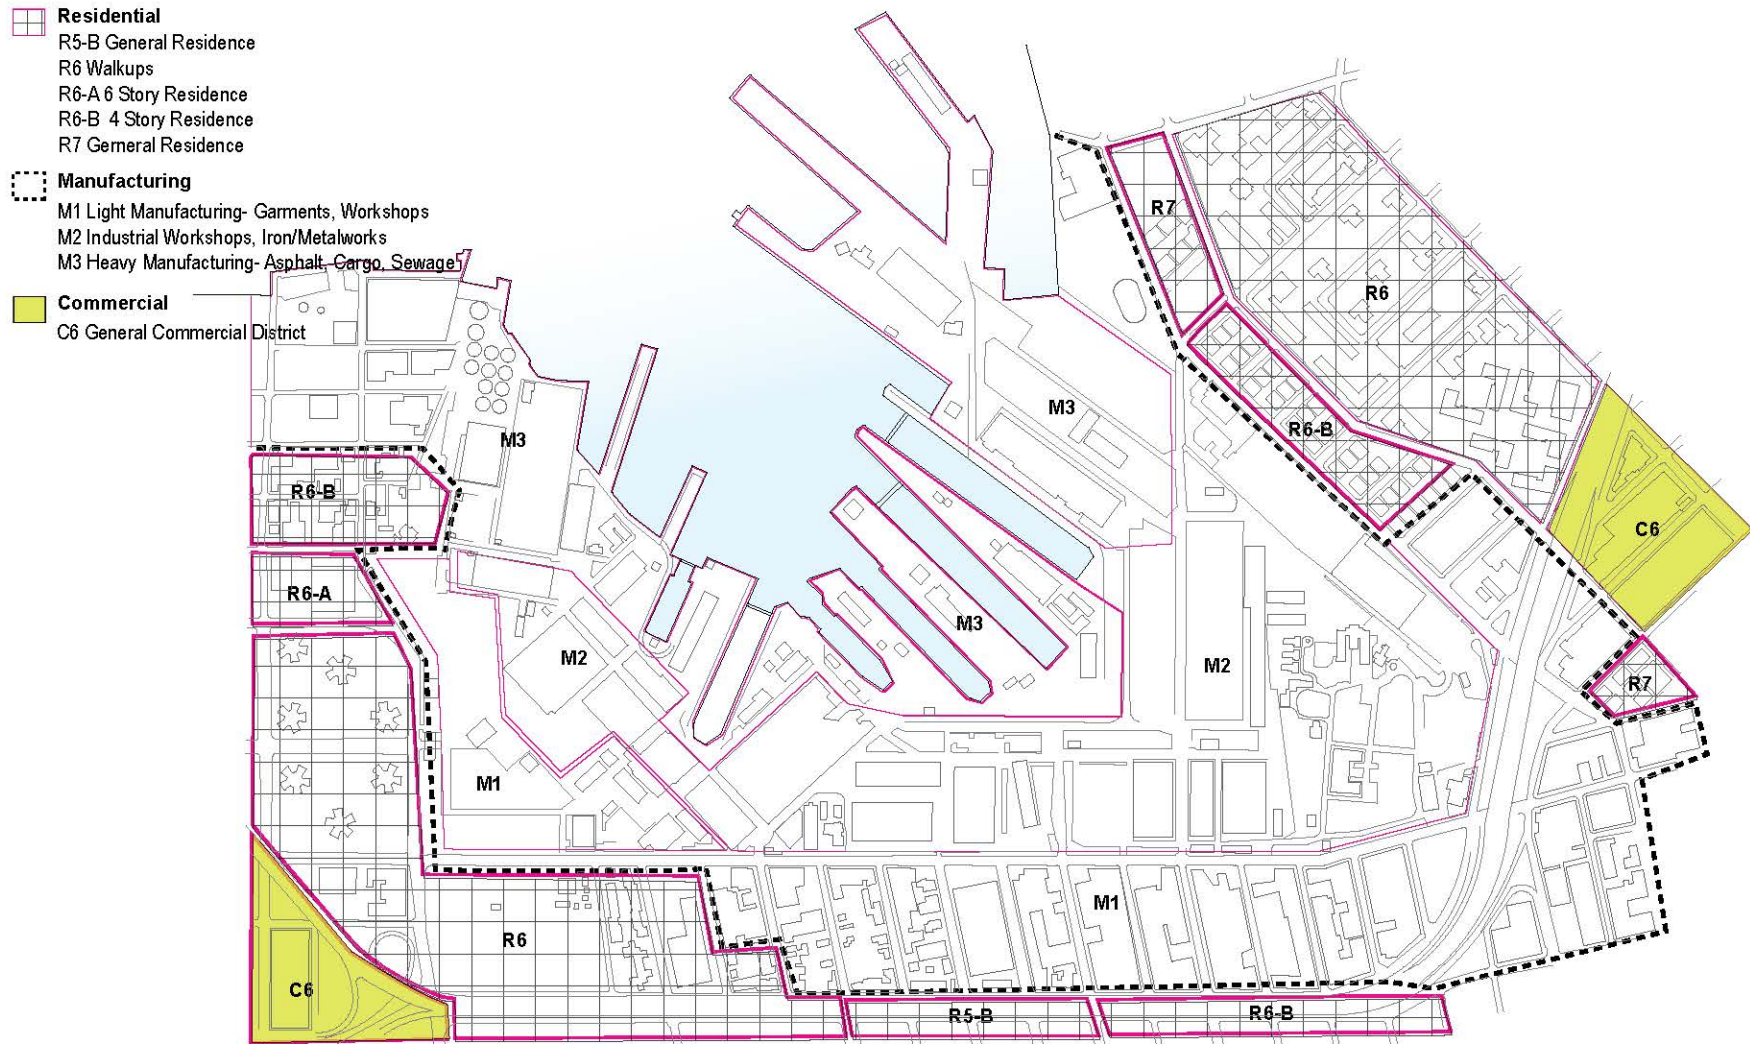 Residential
R5-B General Residence
R6 Walkups
R6-A 6 Story Residence
R6-B 4 Story Residence
R7 Gerneral Residence
Manufacturing
M1 Light Manufacturing- Garments, Workshops
M2 Industrial Workshops, Iron/Metalworks
M3 Heavy Manufacturing- Asphalt, Cargo, Sewage
Commercial
C6 General Commercial District
R7
R6
M3
R6-B
M3
R6-B
C6
R6-A
M3
M2
M2
R7
M1
M1
R6
C6
R5-B
R6-B